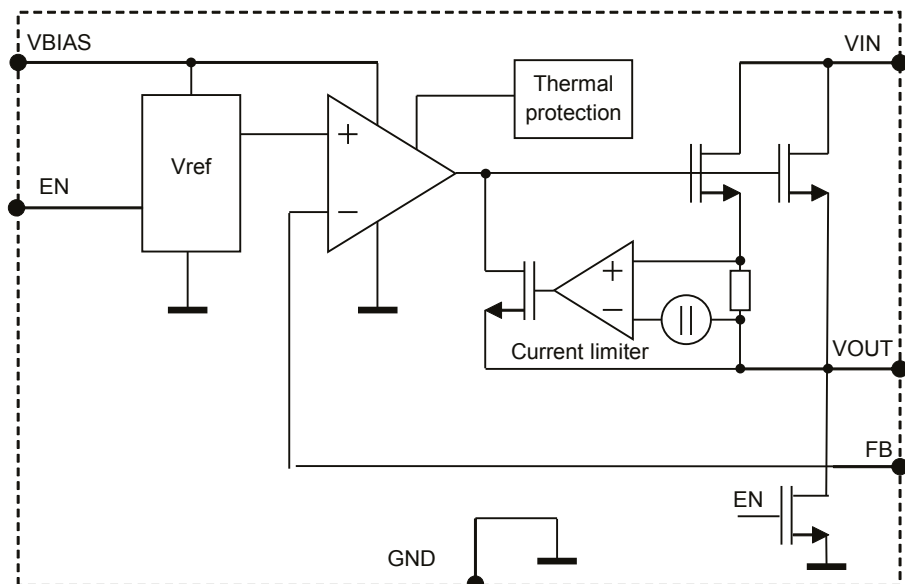 VBIAS
VIN
Thermal
protection
+
Vref
EN
−
+
−
Current limiter
VOUT
FB
EN
GND